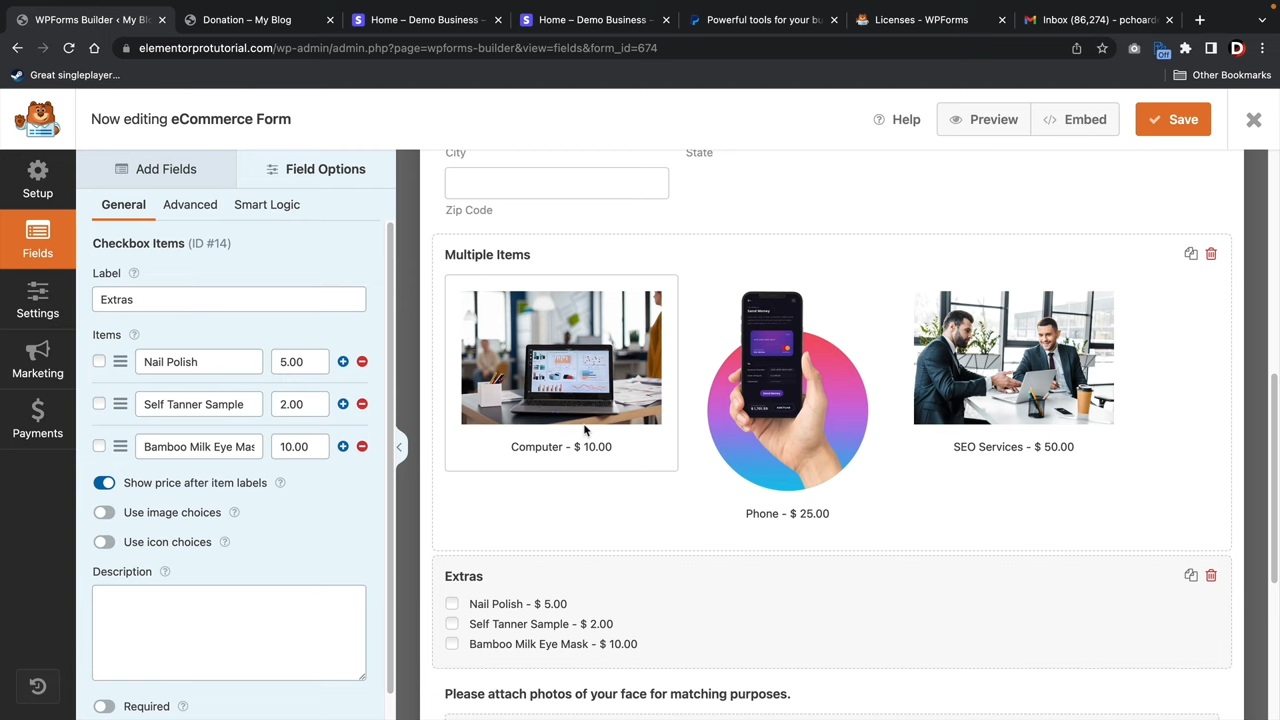 WPForms Builder ‹ My Blo
Donation – My Blog
Home – Demo Business –
Home – Demo Business –
Powerful tools for your bu
Licenses - WPForms
Inbox (86,274) - pchoard
elementorprotutorial.com/wp-admin/admin.php?page=wpforms-builder&view=fields&form_id=674
Off
Great singleplayer...
Other Bookmarks
Now editing eCommerce Form
Help
Preview
Embed
Save
Setup
Fields
Settings
Marketing
Payments
Add Fields
Field Options
General
Advanced
Smart Logic
Checkbox Items (ID #14)
Label
Extras
Items
Nail Polish 5.00
Self Tanner Sample 2.00
Bamboo Milk Eye Mas 10.00
Show price after item labels
Use image choices
Use icon choices
Description
Required
City State
Zip Code
Multiple Items
Send Money
Computer - $ 10.00
Phone - $ 25.00
SEO Services - $ 50.00
Extras
Nail Polish - $ 5.00
Self Tanner Sample - $ 2.00
Bamboo Milk Eye Mask - $ 10.00
Please attach photos of your face for matching purposes.